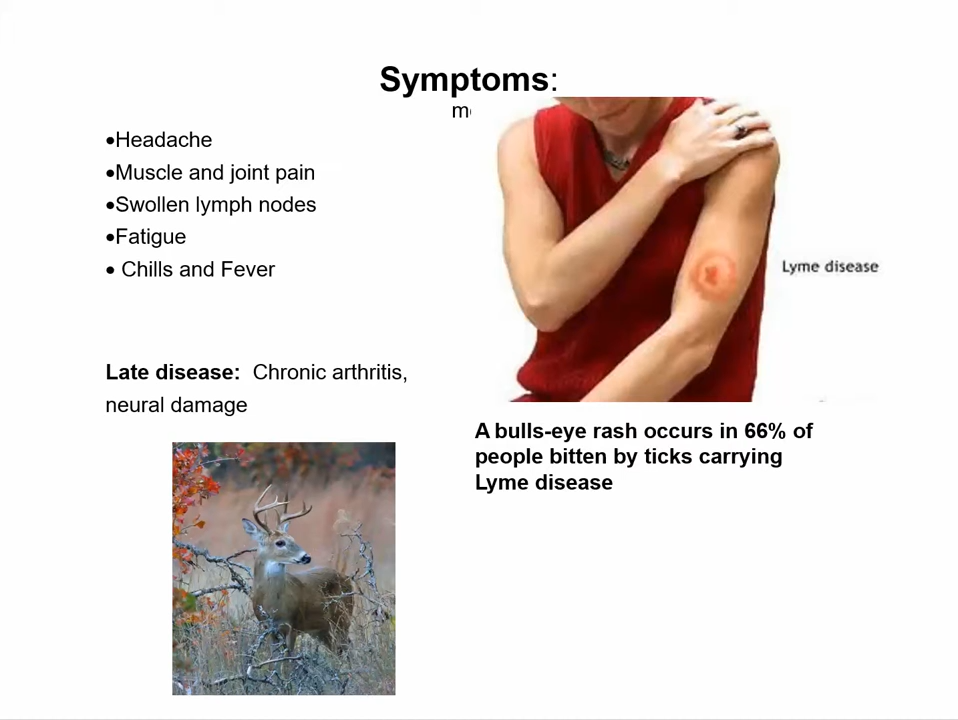 Symptoms:
•Headache
•Muscle and joint pain
•Swollen lymph nodes
•Fatigue
• Chills and Fever
Lyme disease
Late disease: Chronic arthritis,
neural damage
A bulls-eye rash occurs in 66% of
people bitten by ticks carrying
Lyme disease